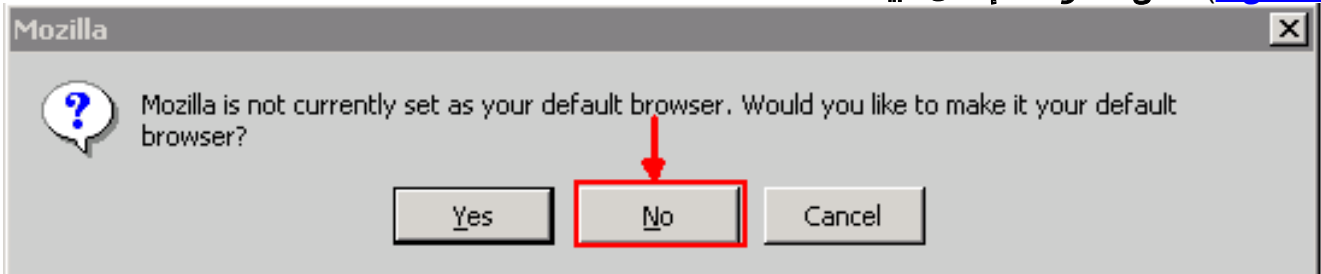 Mozilla
Mozilla is not currently set as your default browser. Would you like to make it your default
browser?
Yes
No
Cancel